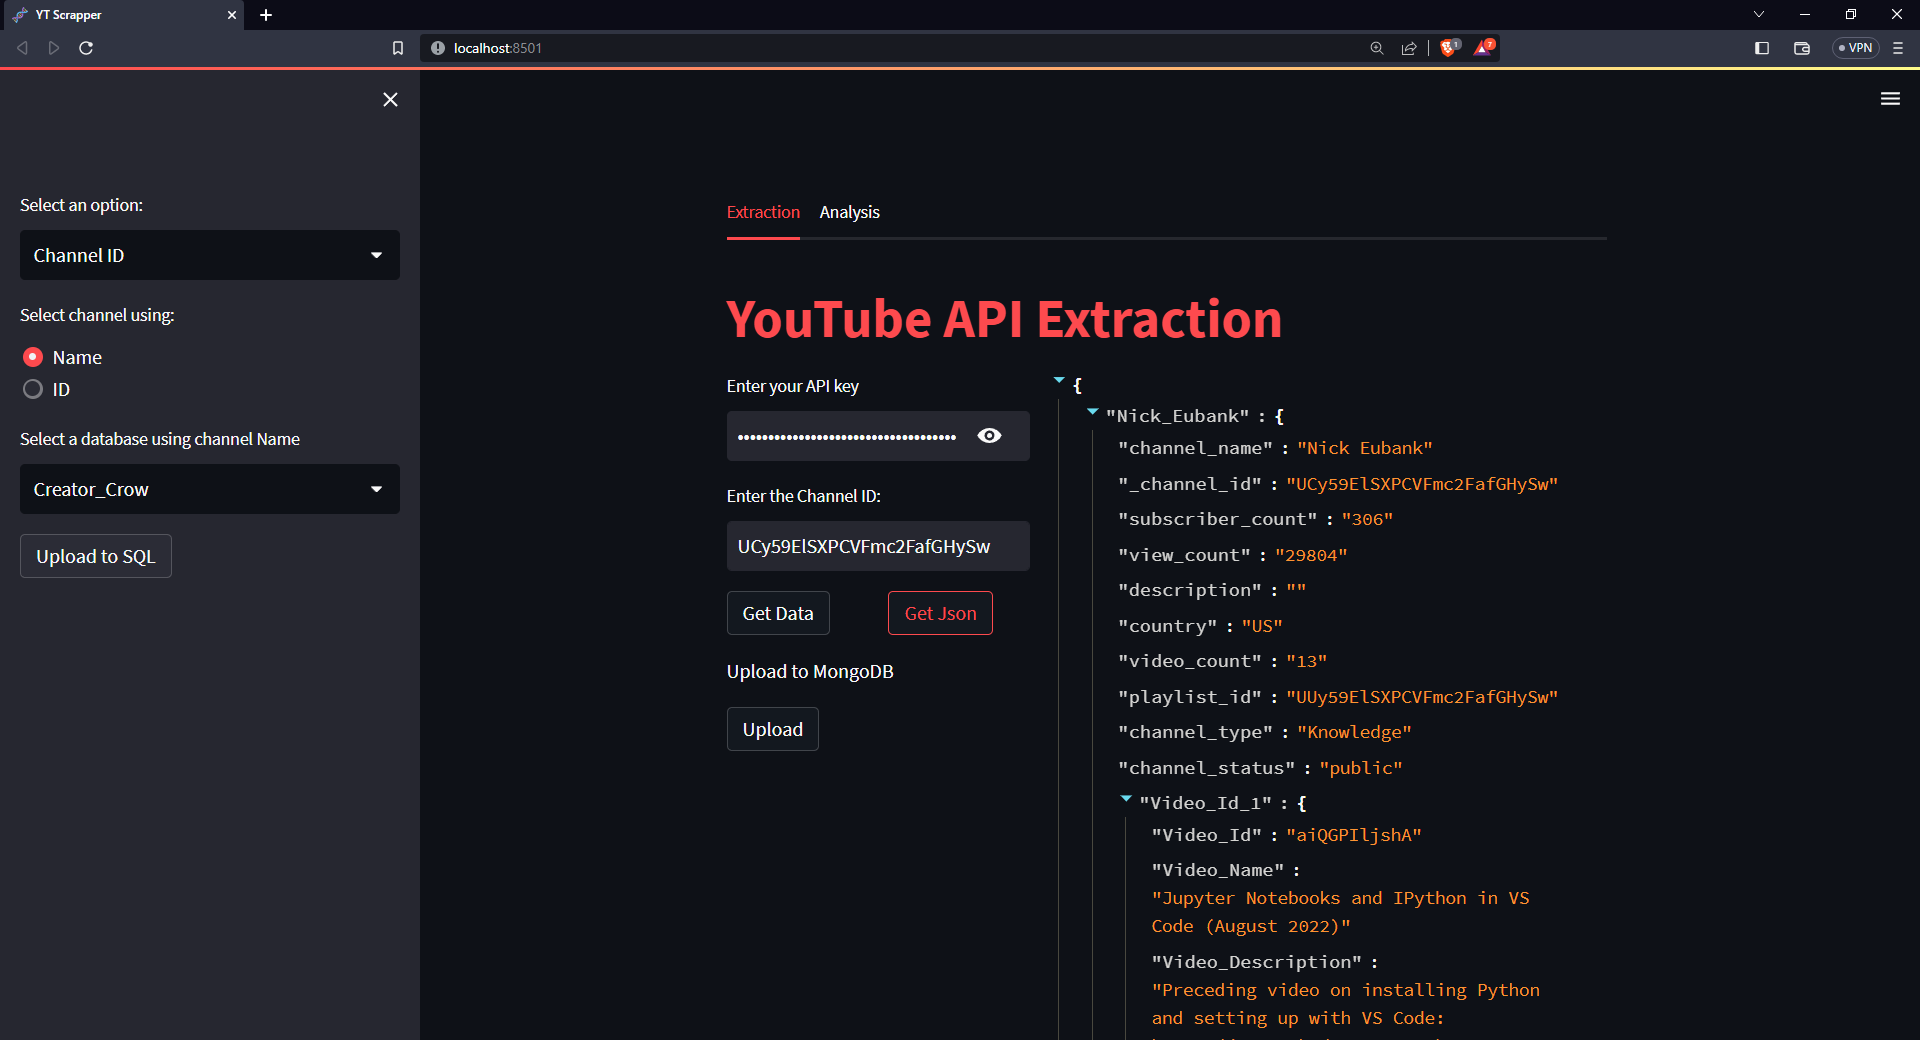 YT Scrapper
localhost:8501
1
7
VPN
Select an option:
Channel ID
Select channel using:
Name
ID
Select a database using channel Name
Creator_Crow
Upload to SQL
Extraction Analysis
YouTube API Extraction
Enter your API key
Enter the Channel ID:
UCy59ElSXPCVFmc2FafGHySw
Get Data Get Json
Upload to MongoDB
Upload
{
"Nick_Eubank" : {
"channel_name" : "Nick Eubank"
"_channel_id" : "UCy59ElSXPCVFmc2FafGHySw"
"subscriber_count" : "306"
"view_count" : "29804"
"description" : ""
"country" : "US"
"video_count" : "13"
"playlist_id" : "UUy59ElSXPCVFmc2FafGHySw"
"channel_type" : "Knowledge"
"channel_status" : "public"
"Video_Id_1" : {
"Video_Id" : "aiQGPIljshA"
"Video_Name" :
"Jupyter Notebooks and IPython in VS
Code (August 2022)"
"Video_Description" :
"Preceding video on installing Python
and setting up with VS Code: